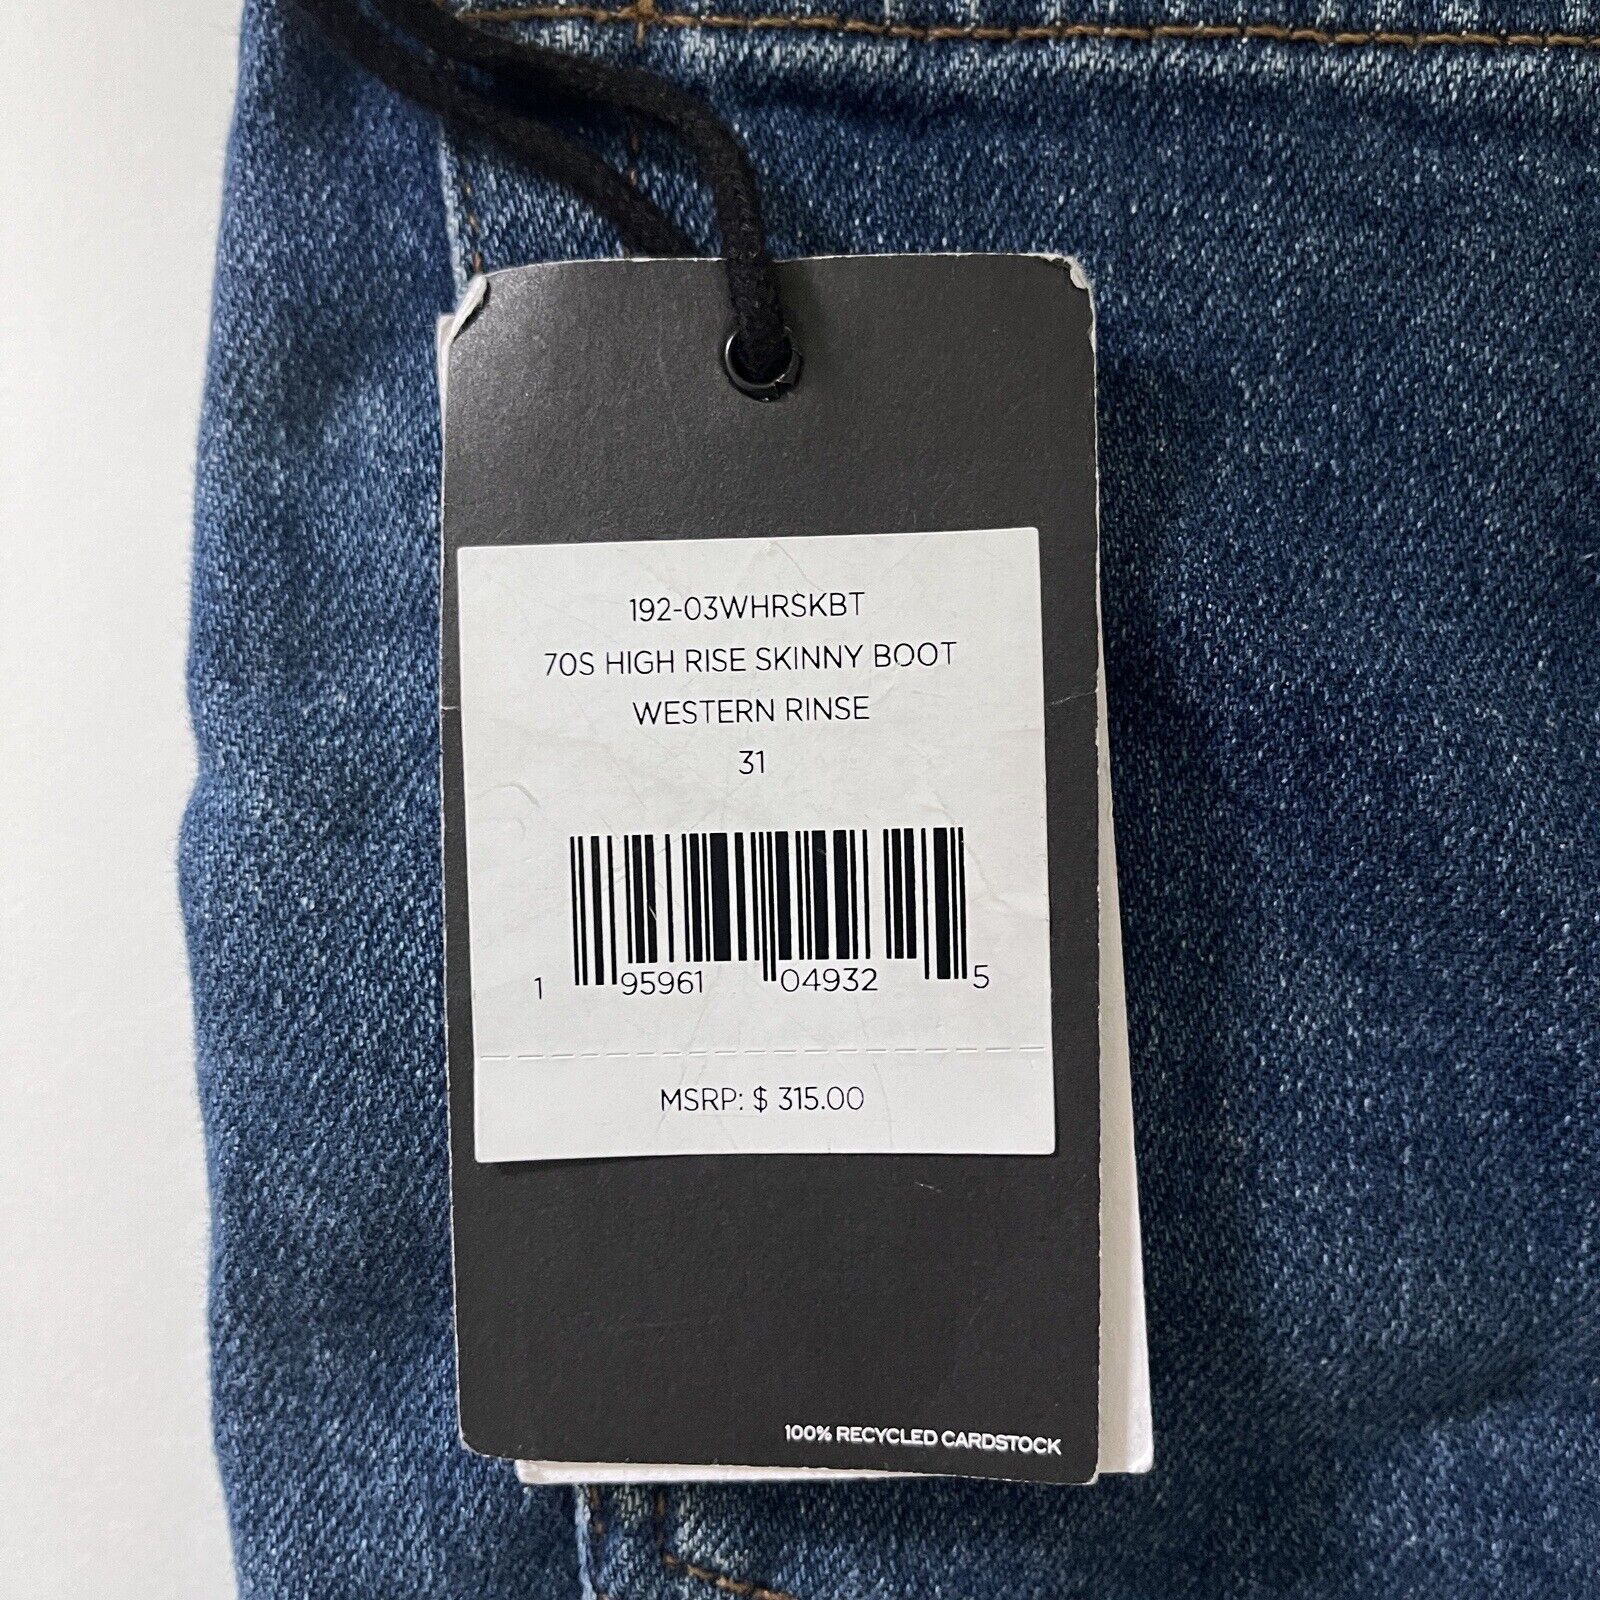 192-03WHRSKBT
70S HIGH RISE SKINNY BOOT
WESTERN RINSE
31
1 95961 04932 5
MSRP: $ 315.00
100% RECYCLED CARDSTOCK